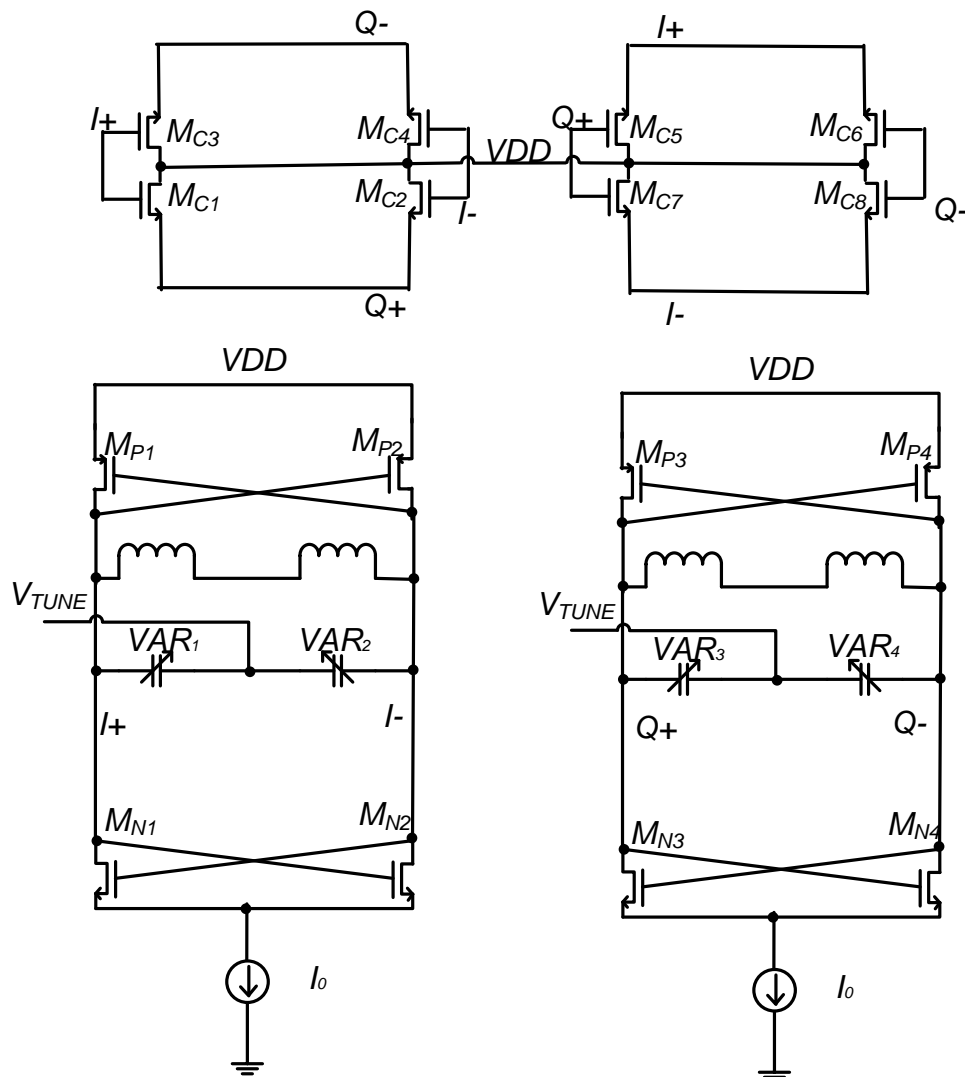 Q- I+
I+ MC3 MC4 Q+ MC5 MC6
VDD
MC1 MC2 I- MC7 MC8 Q-
Q+ I-
VDD VDD
MP1 MP2 MP3 MP4
VTUNE VTUNE
VAR1 VAR2 VAR3 VAR4
I+ I- Q+ Q-
MN1 MN2 MN3 MN4
I0 I0